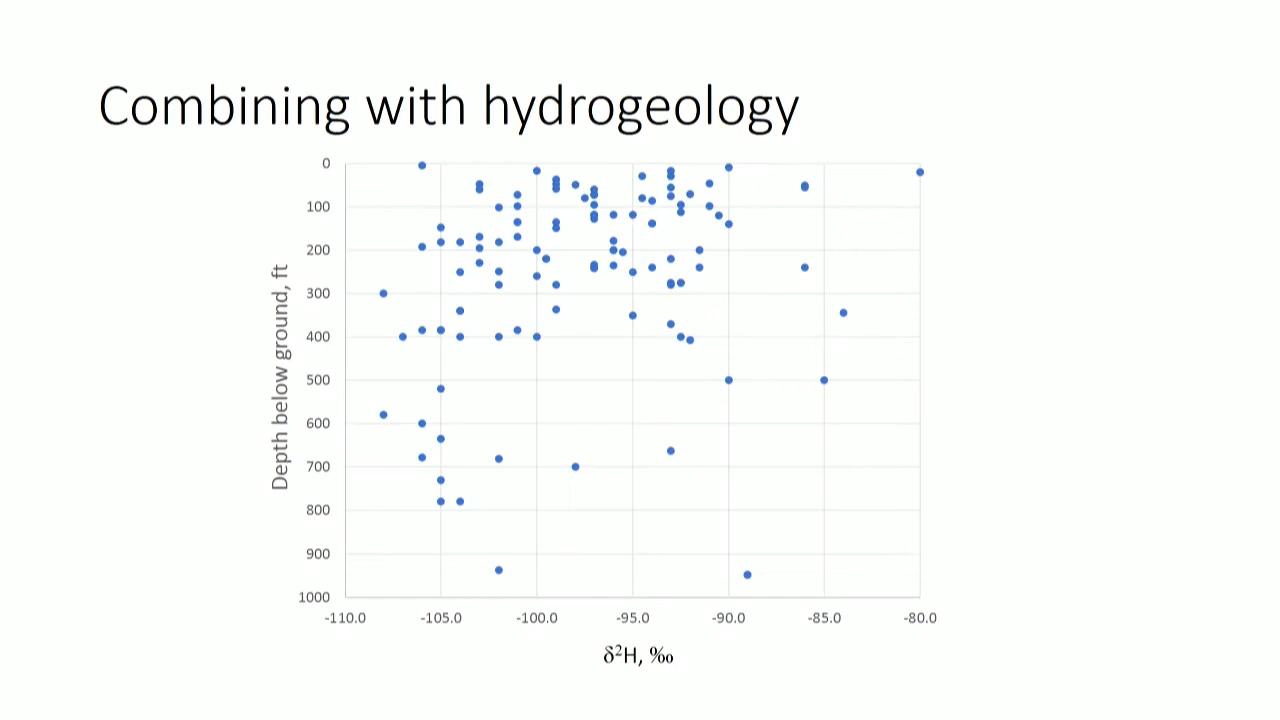 Combining with hydrogeology
0
100
200
300
400
500
600
700
800
900
1000
Depth below ground, ft
-110.0 -105.0 -100.0 -95.0 -90.0 -85.0 -80.0
δ²H, ‰